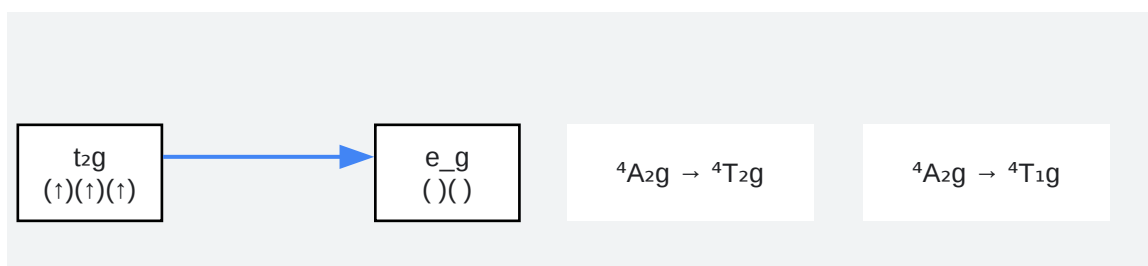 t₂g
(↑)(↑)(↑)
e_g
( )( )
⁴A₂g → ⁴T₂g
⁴A₂g → ⁴T₁g